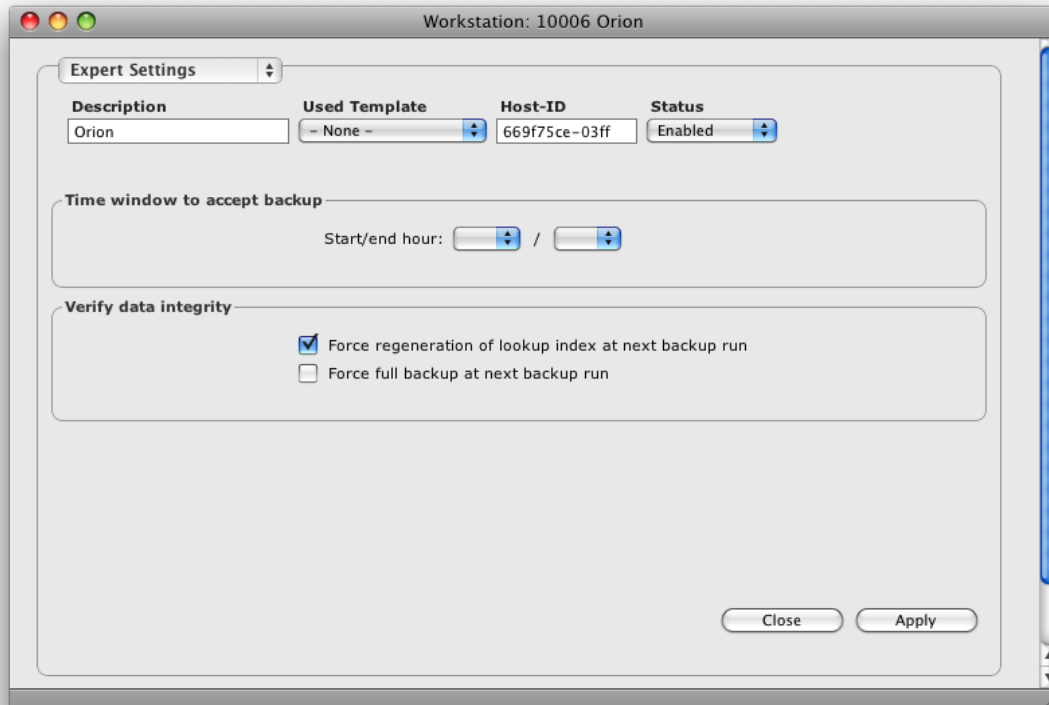 Workstation: 10006 Orion
Expert Settings
Description Used Template Host-ID Status
Orion – None – 669f75ce-03ff Enabled
Time window to accept backup
Start/end hour: /
Verify data integrity
Force regeneration of lookup index at next backup run
Force full backup at next backup run
Close Apply